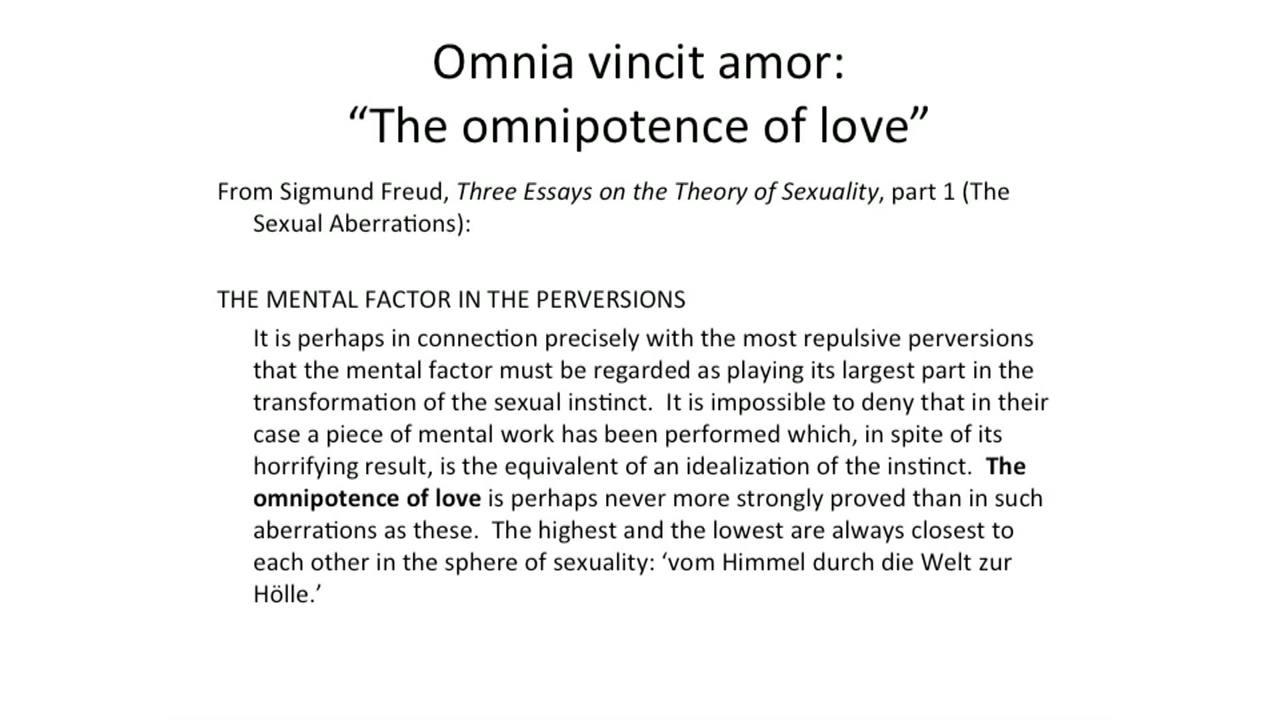 Omnia vincit amor:
“The omnipotence of love”
From Sigmund Freud, Three Essays on the Theory of Sexuality, part 1 (The
Sexual Aberrations):
THE MENTAL FACTOR IN THE PERVERSIONS
It is perhaps in connection precisely with the most repulsive perversions
that the mental factor must be regarded as playing its largest part in the
transformation of the sexual instinct.  It is impossible to deny that in their
case a piece of mental work has been performed which, in spite of its
horrifying result, is the equivalent of an idealization of the instinct.  The
omnipotence of love is perhaps never more strongly proved than in such
aberrations as these.  The highest and the lowest are always closest to
each other in the sphere of sexuality: ‘vom Himmel durch die Welt zur
Hölle.’